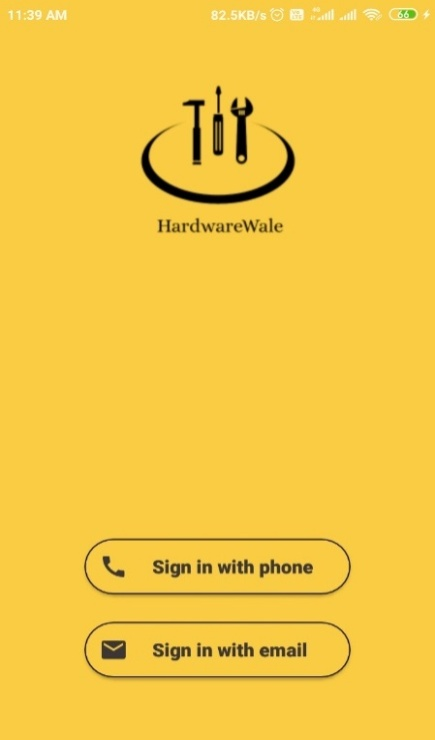 11:39 AM
82.5KB/s
66
HardwareWale
Sign in with phone
Sign in with email